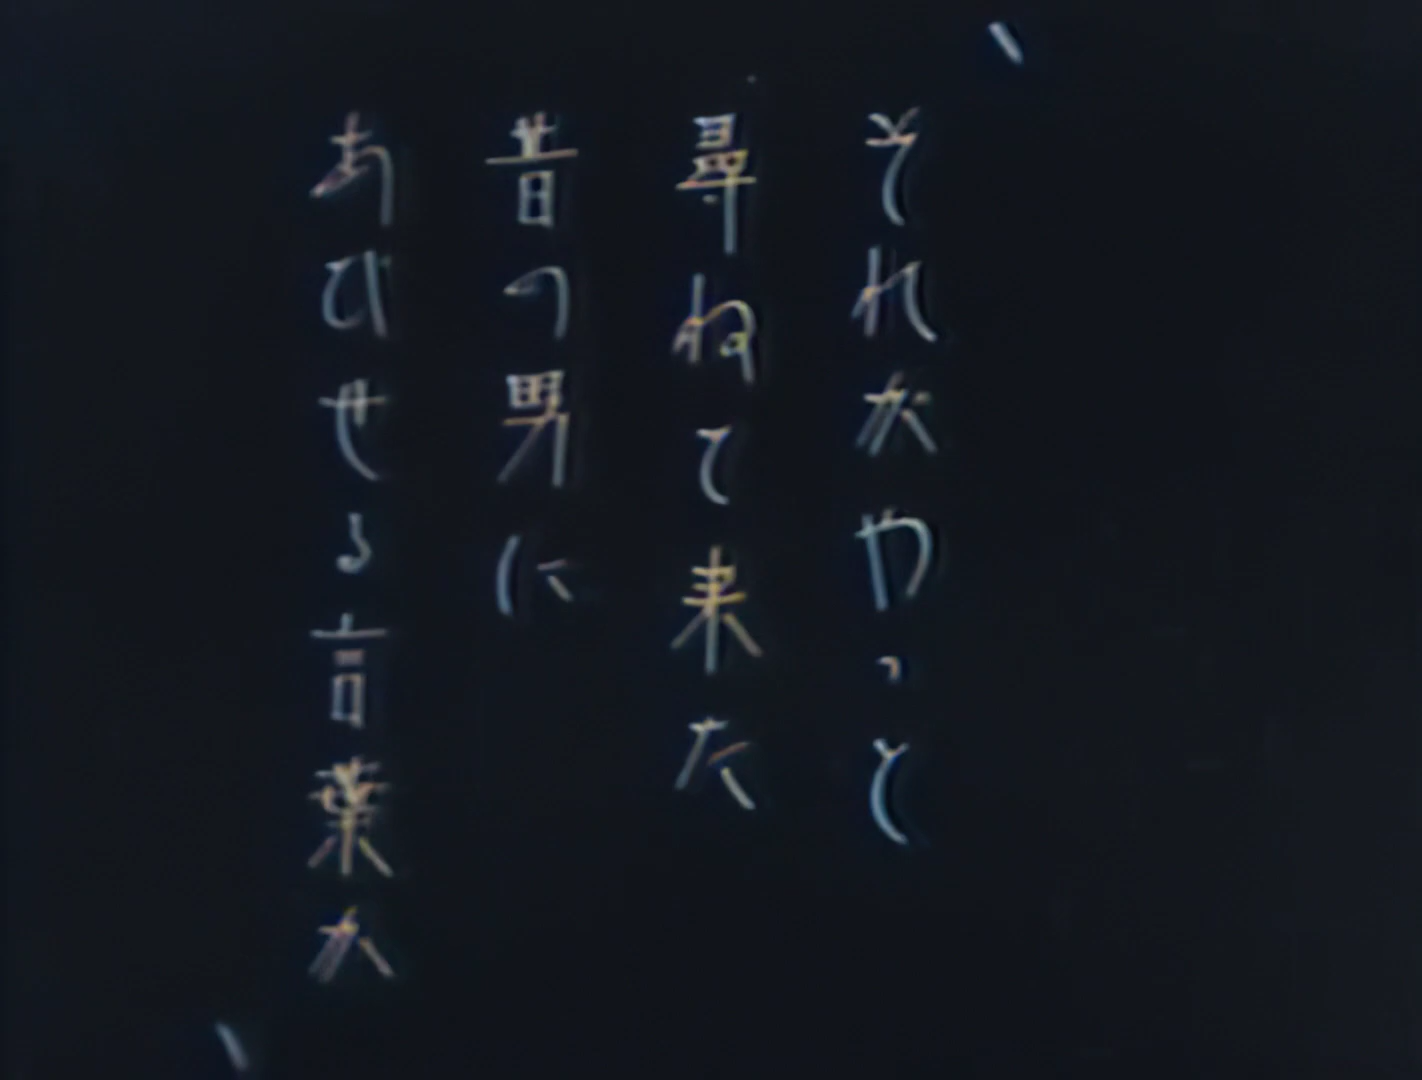 それがやっと
尋ねて来た
昔の男に
あびせる言葉か